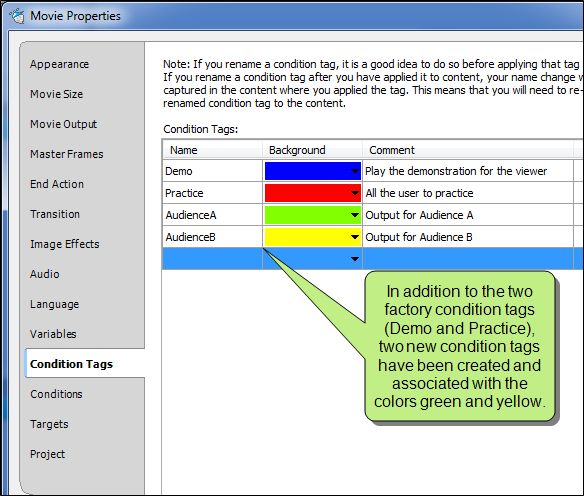 Movie Properties
Appearance
Movie Size
Movie Output
Master Frames
End Action
Transition
Image Effects
Audio
Language
Variables
Condition Tags
Conditions
Targets
Project
Note: If you rename a condition tag, it is a good idea to do so before applying that tag
If you rename a condition tag after you have applied it to content, your name change w
captured in the content where you applied the tag. This means that you will need to re-
renamed condition tag to the content.
Condition Tags:
Name Background Comment
Demo Play the demonstration for the viewer
Practice All the user to practice
AudienceA Output for Audience A
AudienceB Output for Audience B
In addition to the two
factory condition tags
(Demo and Practice),
two new condition tags
have been created and
associated with the
colors green and yellow.